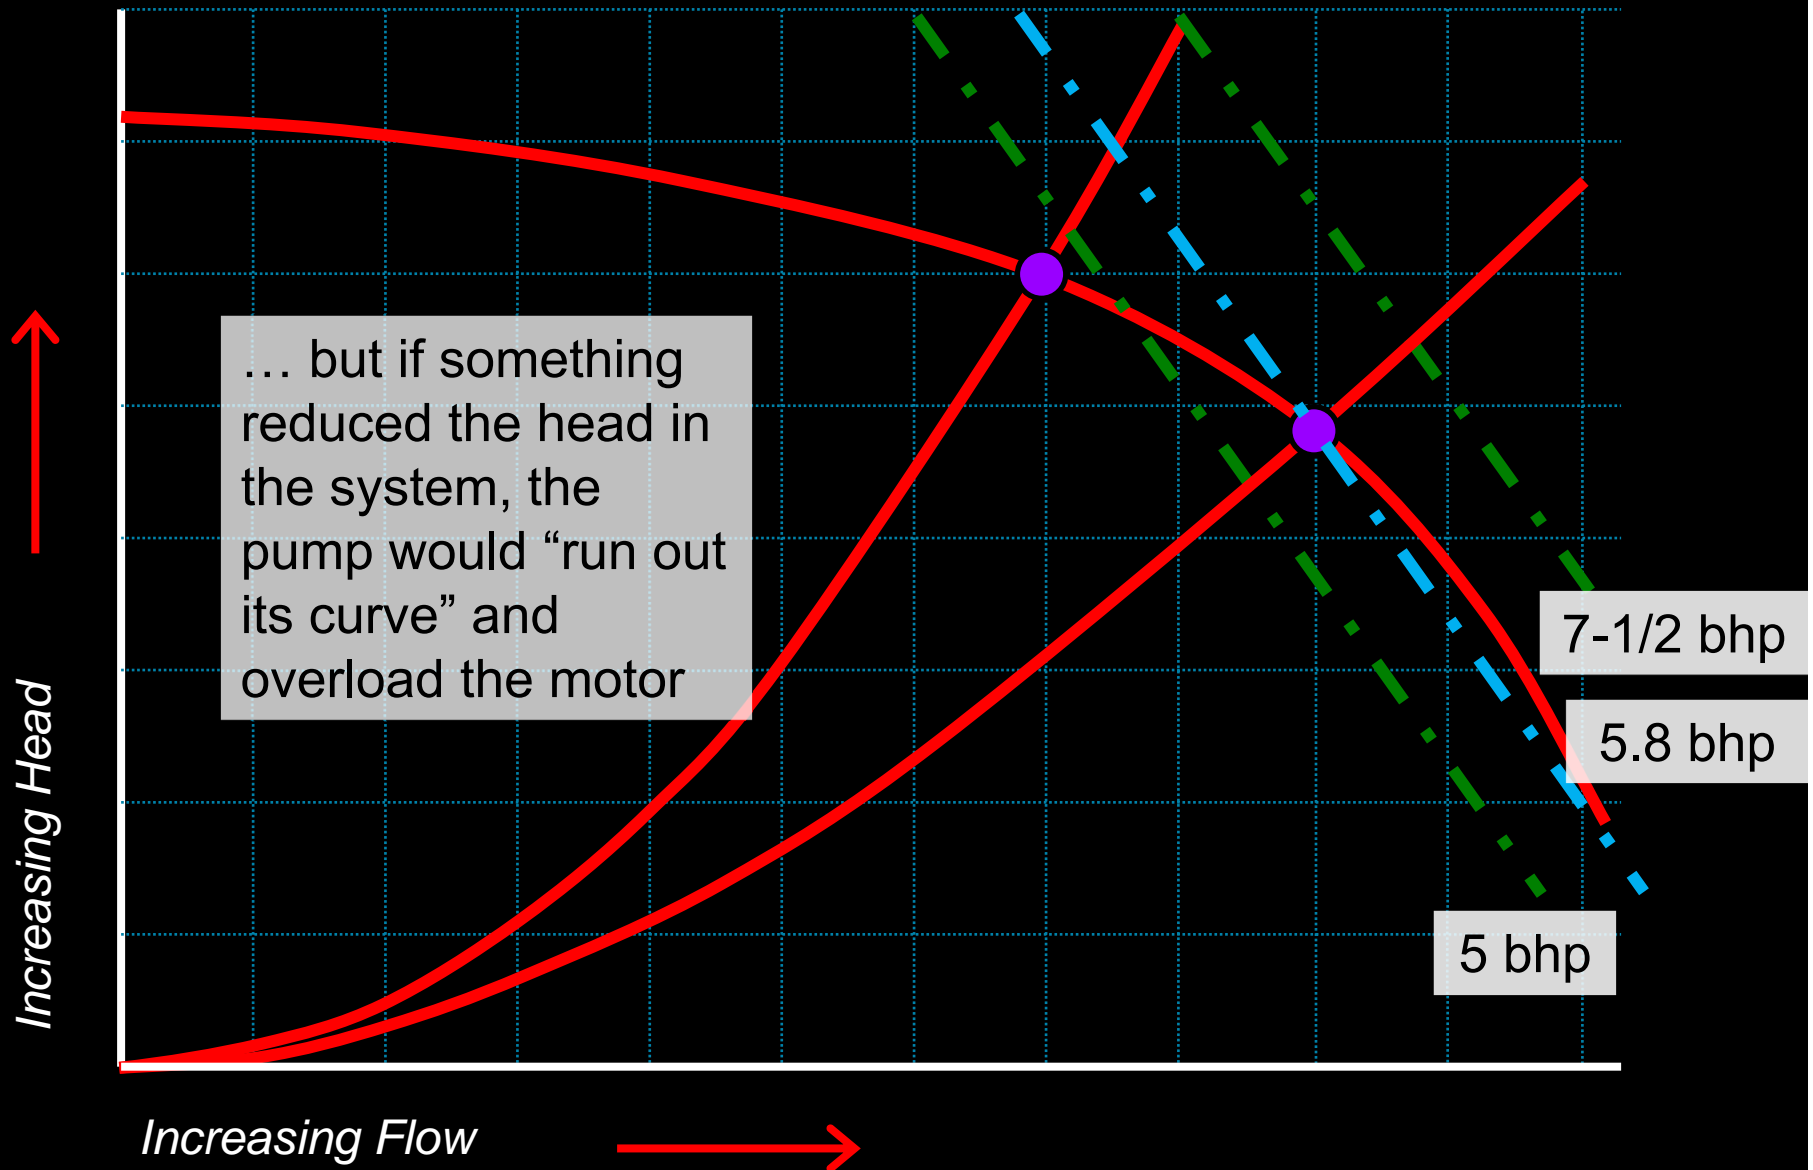 … but if something
reduced the head in
the system, the
pump would “run out
its curve” and
overload the motor
7-1/2 bhp
5.8 bhp
5 bhp
Increasing Head
Increasing Flow